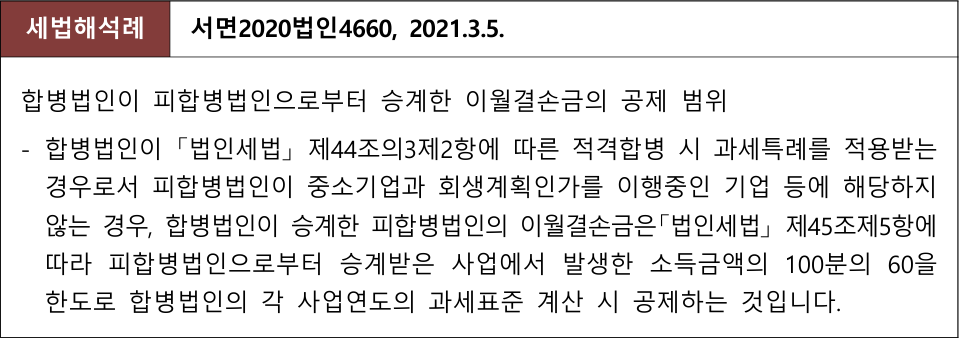 세법해석례 서면2020법인4660, 2021.3.5.
합병법인이 피합병법인으로부터 승계한 이월결손금의 공제 범위
- 합병법인이「법인세법」제44조의3제2항에 따른 적격합병 시 과세특례를 적용받는
경우로서 피합병법인이 중소기업과 회생계획인가를 이행중인 기업 등에 해당하지
않는 경우, 합병법인이 승계한 피합병법인의 이월결손금은「법인세법」제45조제5항에
따라 피합병법인으로부터 승계받은 사업에서 발생한 소득금액의 100분의 60을
한도로 합병법인의 각 사업연도의 과세표준 계산 시 공제하는 것입니다.